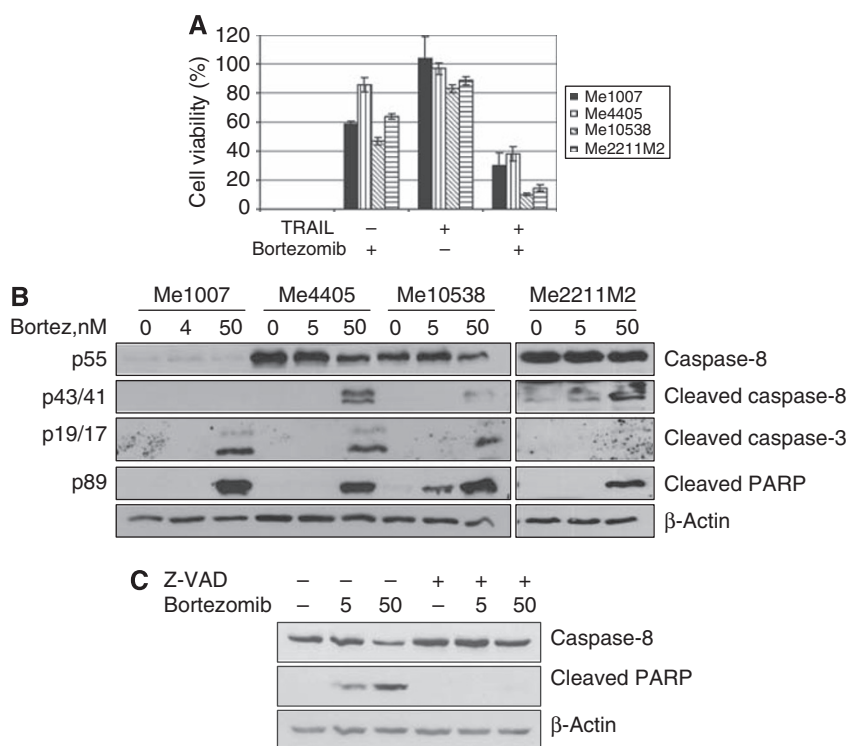 A
120
100
80
60
40
20
0
Cell viability (%)
Me1007
Me4405
Me10538
Me2211M2
TRAIL – + +
Bortezomib + – +
B
Me1007 Me4405 Me10538 Me2211M2
Bortez,nM 0 4 50 0 5 50 0 5 50 0 5 50
p55 Caspase-8
p43/41 Cleaved caspase-8
p19/17 Cleaved caspase-3
p89 Cleaved PARP
β-Actin
C Z-VAD – – – + + +
Bortezomib – 5 50 – 5 50
Caspase-8
Cleaved PARP
β-Actin